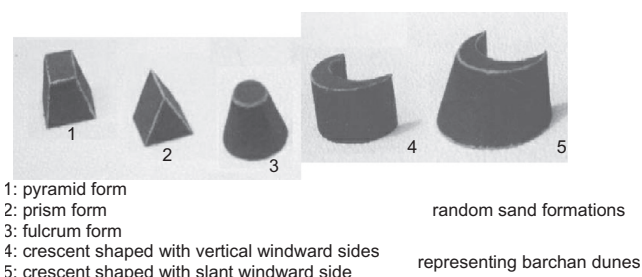 1
2
3
4
5
1: pyramid form
2: prism form
random sand formations
3: fulcrum form
4: crescent shaped with vertical windward sides
representing barchan dunes
5: crescent shaped with slant windward side